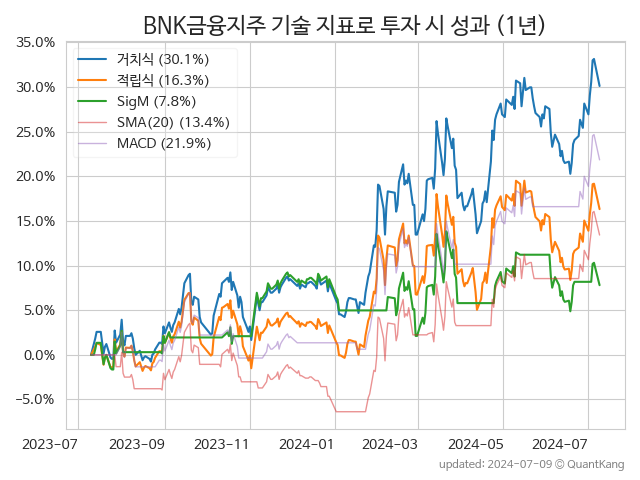 BNK금융지주 기술 지표로 투자 시 성과 (1년)
35.0%
30.0%
25.0%
20.0%
15.0%
10.0%
5.0%
0.0%
−5.0%
거치식 (30.1%)
적립식 (16.3%)
SigM (7.8%)
SMA(20) (13.4%)
MACD (21.9%)
2023-07 2023-09 2023-11 2024-01 2024-03 2024-05 2024-07
updated: 2024-07-09 © QuantKang